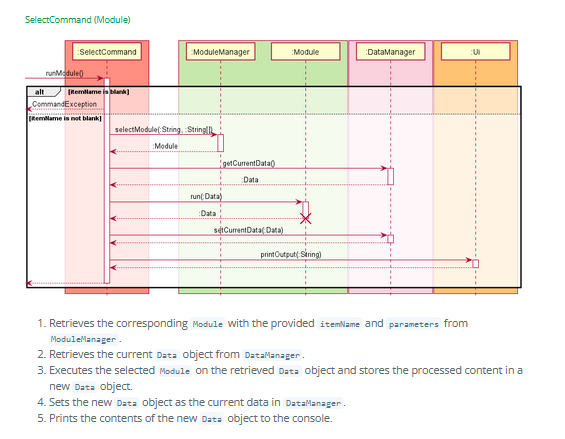 SelectCommand (Module)
:SelectCommand
:ModuleManager
:Module
:DataManager
:Ui
runModule()
alt [itemName is blank]
CommandException
[itemName is not blank]
selectModule(:String, :String[])
:Module
getCurrentData()
:Data
run(:Data)
:Data
setCurrentData(:Data)
printOutput(:String)
1. Retrieves the corresponding Module with the provided itemName and parameters from
ModuleManager .
2. Retrieves the current Data object from DataManager .
3. Executes the selected Module on the retrieved Data object and stores the processed content in a
new Data object.
4. Sets the new Data object as the current data in DataManager .
5. Prints the contents of the new Data object to the console.